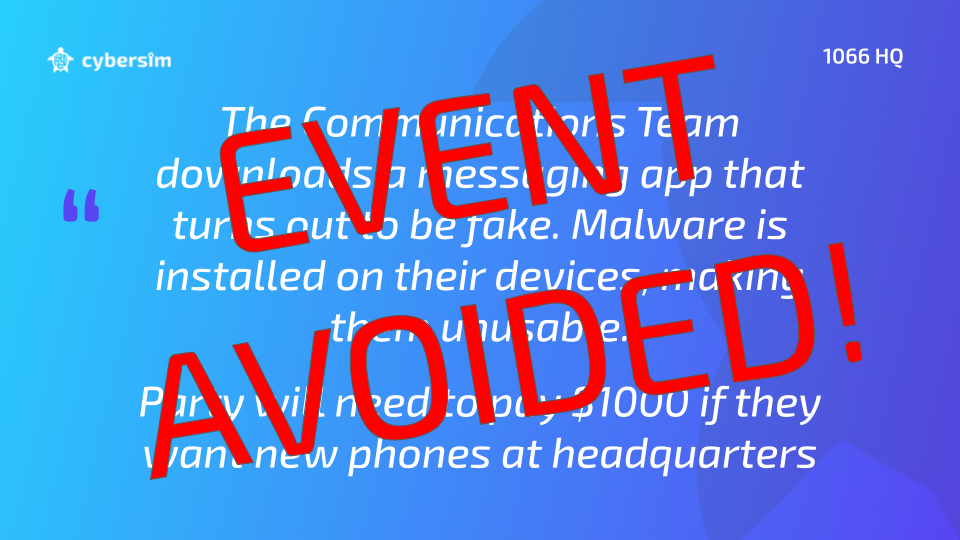 cybersim
1066 HQ
The Communications Team
downloads a messaging app that
turns out to be fake. Malware is
installed on their devices, making
them unusable.
Party will need to pay $1000 if they
want new phones at headquarters
EVENT
AVOIDED!